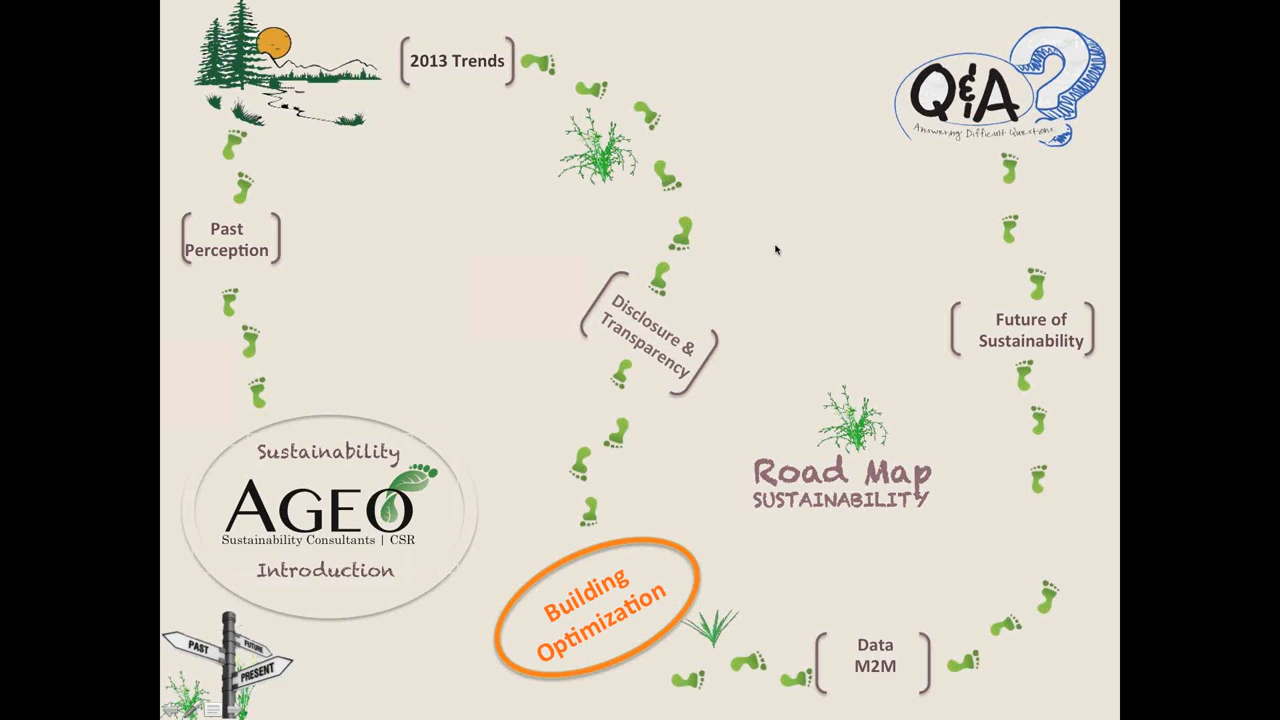 2013 Trends
Q&A
Answering Difficult Questions
Past
Perception
Disclosure &
Transparency
Future of
Sustainability
Sustainability
AGEO
Sustainability Consultants | CSR
Introduction
Road Map
SUSTAINABILITY
Building
Optimization
Data
M2M
PAST
FUTURE
PRESENT